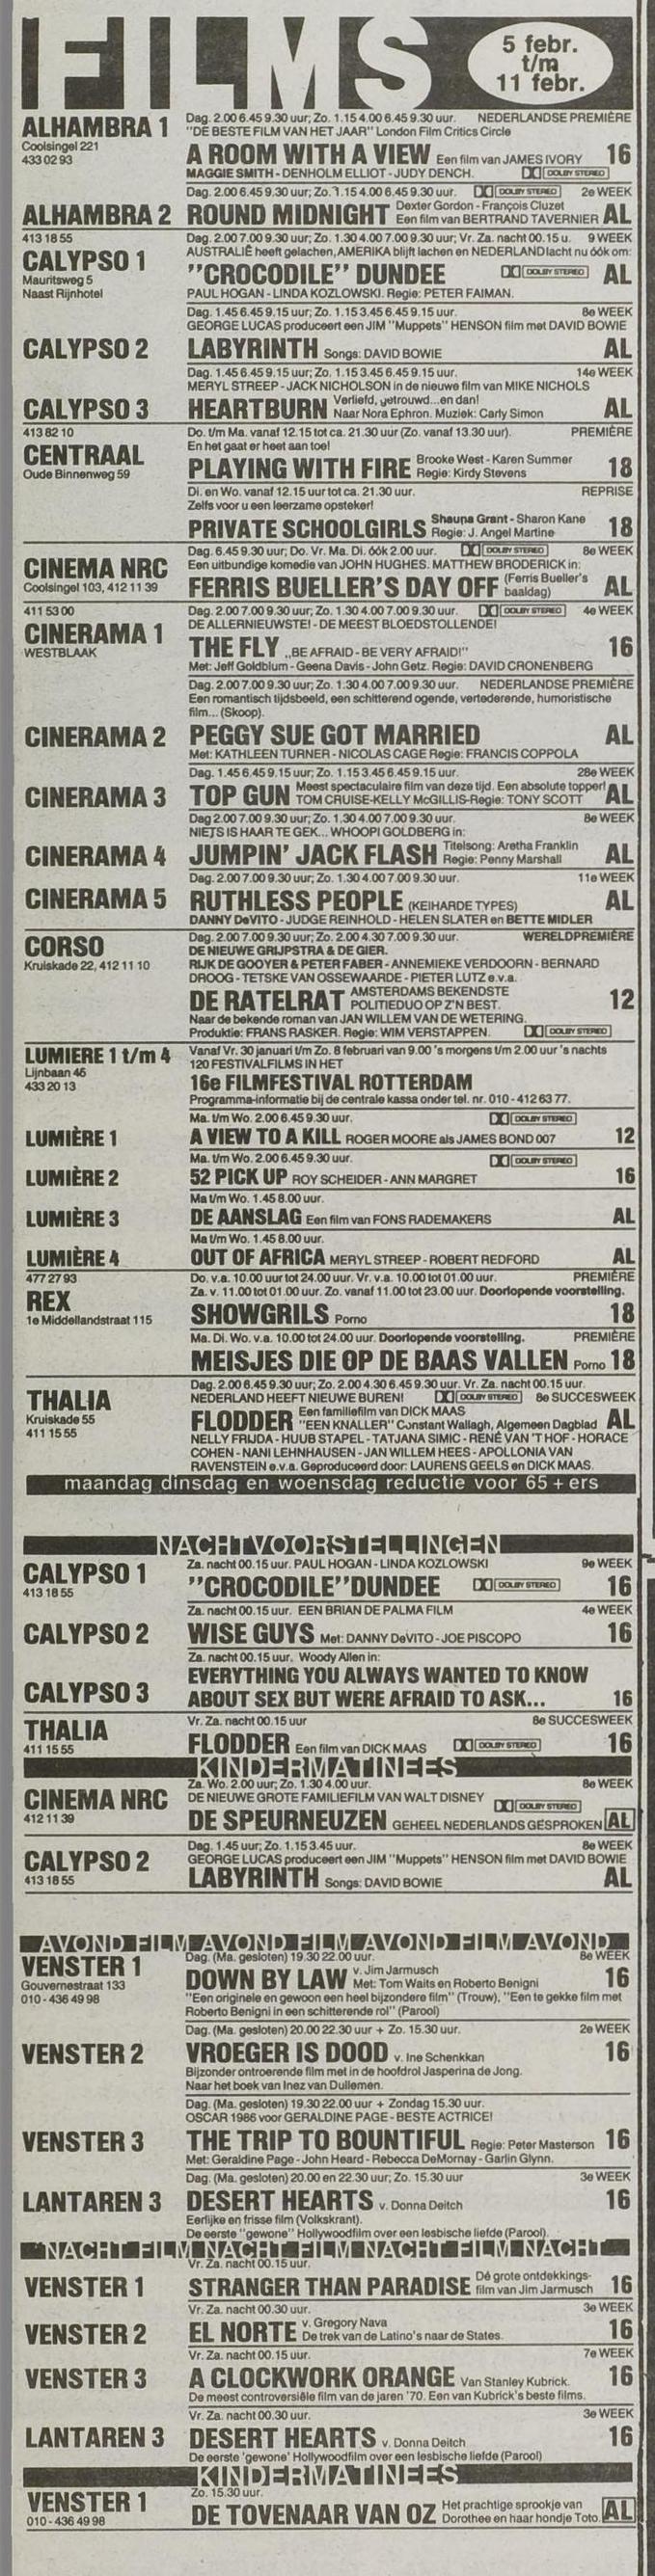 FILMS
5 febr.
t/m
11 febr.
ALHAMBRA 1
Coolsingel 221
433 02 93
Dag. 2.00 6.45 9.30 uur; Zo. 1.15 4.00 6.45 9.30 uur. NEDERLANDSE PREMIÈRE
"DE BESTE FILM VAN HET JAAR" London Film Critics Circle
A ROOM WITH A VIEW Een film van JAMES IVORY 16
MAGGIE SMITH - DENHOLM ELLIOT - JUDY DENCH. DOLBY STEREO
Dag. 2.00 6.45 9.30 uur; Zo. 1.15 4.00 6.45 9.30 uur. DOLBY STEREO 2e WEEK
ALHAMBRA 2 ROUND MIDNIGHT Dexter Gordon - François Cluzet
Een film van BERTRAND TAVERNIER AL
413 18 55
CALYPSO 1
Mauritsweg 5
Naast Rijnhotel
Dag. 2.00 7.00 9.30 uur; Zo. 1.30 4.00 7.00 9.30 uur; Vr. Za. nacht 00.15 u. 9 WEEK
AUSTRALIË heeft gelachen, AMERIKA blijft lachen en NEDERLAND lacht nu óók om:
"CROCODILE" DUNDEE DOLBY STEREO AL
PAUL HOGAN - LINDA KOZLOWSKI. Regie: PETER FAIMAN.
Dag. 1.45 6.45 9.15 uur; Zo. 1.15 3.45 6.45 9.15 uur. 8e WEEK
GEORGE LUCAS produceert een JIM "Muppets" HENSON film met DAVID BOWIE
CALYPSO 2 LABYRINTH Songs: DAVID BOWIE AL
Dag. 1.45 6.45 9.15 uur; Zo. 1.15 3.45 6.45 9.15 uur. 14e WEEK
MERYL STREEP - JACK NICHOLSON in de nieuwe film van MIKE NICHOLS
CALYPSO 3 HEARTBURN Verliefd, getrouwd...en dan!
Naar Nora Ephron. Muziek: Carly Simon AL
413 82 10
CENTRAAL
Oude Binnenweg 59
Do. t/m Ma. vanaf 12.15 tot ca. 21.30 uur (Zo. vanaf 13.30 uur). PREMIÈRE
En het gaat er heet aan toe!
PLAYING WITH FIRE Brooke West - Karen Summer
Regie: Kirdy Stevens 18
Di. en Wo. vanaf 12.15 uur tot ca. 21.30 uur. REPRISE
Zelfs voor u een leerzame opsteker!
PRIVATE SCHOOLGIRLS Shauna Grant - Sharon Kane
Regie: J. Angel Martine 18
CINEMA NRC
Coolsingel 103, 412 11 39
Dag. 6.45 9.30 uur; Do. Vr. Ma. Di. óók 2.00 uur. DOLBY STEREO 8e WEEK
Een uitbundige komedie van JOHN HUGHES. MATTHEW BRODERICK in:
FERRIS BUELLER'S DAY OFF (Ferris Bueller's
baaldag) AL
411 53 00
CINERAMA 1
WESTBLAAK
Dag. 2.00 7.00 9.30 uur; Zo. 1.30 4.00 7.00 9.30 uur. DOLBY STEREO 4e WEEK
DE ALLERNIEUWSTE! - DE MEEST BLOEDSTOLLENDE!
THE FLY „BE AFRAID - BE VERY AFRAID!" 16
Met: Jeff Goldblum - Geena Davis - John Getz. Regie: DAVID CRONENBERG
Dag. 2.00 7.00 9.30 uur; Zo. 1.30 4.00 7.00 9.30 uur. NEDERLANDSE PREMIÈRE
Een romantisch tijdsbeeld, een schitterend ogende, vertederende, humoristische
film... (Skoop).
CINERAMA 2 PEGGY SUE GOT MARRIED AL
Met: KATHLEEN TURNER - NICOLAS CAGE Regie: FRANCIS COPPOLA
Dag. 1.45 6.45 9.15 uur; Zo. 1.15 3.45 6.45 9.15 uur. 28e WEEK
CINERAMA 3 TOP GUN Meest spectaculaire film van deze tijd. Een absolute topper!
TOM CRUISE-KELLY McGILLIS-Regie: TONY SCOTT AL
Dag 2.00 7.00 9.30 uur; Zo. 1.30 4.00 7.00 9.30 uur. 8e WEEK
NIETS IS HAAR TE GEK... WHOOPI GOLDBERG in:
CINERAMA 4 JUMPIN' JACK FLASH Titelsong: Aretha Franklin
Regie: Penny Marshall AL
Dag. 2.00 7.00 9.30 uur; Zo. 1.30 4.00 7.00 9.30 uur. 11e WEEK
CINERAMA 5 RUTHLESS PEOPLE (KEIHARDE TYPES) AL
DANNY DeVITO - JUDGE REINHOLD - HELEN SLATER en BETTE MIDLER
CORSO
Kruiskade 22, 412 11 10
Dag. 2.00 7.00 9.30 uur; Zo. 2.00 4.30 7.00 9.30 uur. WERELDPREMIÈRE
DE NIEUWE GRIJPSTRA & DE GIER.
RIJK DE GOOYER & PETER FABER - ANNEMIEKE VERDOORN - BERNARD
DROOG - TETSKE VAN OSSEWAARDE - PIETER LUTZ e.v.a.
DE RATELRAT AMSTERDAMS BEKENDSTE
POLITIEDUO OP Z'N BEST. 12
Naar de bekende roman van JAN WILLEM VAN DE WETERING.
Produktie: FRANS RASKER. Regie: WIM VERSTAPPEN. DOLBY STEREO
LUMIERE 1 t/m 4
Lijnbaan 45
433 20 13
Vanaf Vr. 30 januari t/m Zo. 8 februari van 9.00 's morgens t/m 2.00 uur 's nachts
120 FESTIVALFILMS IN HET
16e FILMFESTIVAL ROTTERDAM
Programma-informatie bij de centrale kassa onder tel. nr. 010 - 412 63 77.
Ma. t/m Wo. 2.00 6.45 9.30 uur. DOLBY STEREO
LUMIÈRE 1 A VIEW TO A KILL ROGER MOORE als JAMES BOND 007 12
Ma. t/m Wo. 2.00 6.45 9.30 uur. DOLBY STEREO
LUMIÈRE 2 52 PICK UP ROY SCHEIDER - ANN MARGRET 16
Ma t/m Wo. 1.45 8.00 uur.
LUMIÈRE 3 DE AANSLAG Een film van FONS RADEMAKERS AL
Ma t/m Wo. 1.45 8.00 uur.
LUMIÈRE 4 OUT OF AFRICA MERYL STREEP - ROBERT REDFORD AL
477 27 93
REX
1e Middellandstraat 115
Do. v.a. 10.00 uur tot 24.00 uur. Vr. v.a. 10.00 tot 01.00 uur. PREMIÈRE
Za. v. 11.00 tot 01.00 uur. Zo. vanaf 11.00 tot 23.00 uur. Doorlopende voorstelling.
SHOWGRILS Porno 18
Ma. Di. Wo. v.a. 10.00 tot 24.00 uur. Doorlopende voorstelling. PREMIÈRE
MEISJES DIE OP DE BAAS VALLEN Porno 18
THALIA
Kruiskade 55
411 15 55
Dag. 2.00 6.45 9.30 uur; Zo. 2.00 4.30 6.45 9.30 uur. Vr. Za. nacht 00.15 uur.
NEDERLAND HEEFT NIEUWE BUREN! DOLBY STEREO 8e SUCCESWEEK
FLODDER Een familiefilm van DICK MAAS
"EEN KNALLER" Constant Wallagh, Algemeen Dagblad AL
NELLY FRIJDA - HUUB STAPEL - TATJANA SIMIC - RENÉ VAN 'T HOF - HORACE
COHEN - NANI LEHNHAUSEN - JAN WILLEM HEES - APOLLONIA VAN
RAVENSTEIN e.v.a. Geproduceerd door: LAURENS GEELS en DICK MAAS.
maandag dinsdag en woensdag reductie voor 65 + ers
NACHTVOORSTELLINGEN
CALYPSO 1
413 18 55
Za. nacht 00.15 uur. PAUL HOGAN - LINDA KOZLOWSKI 9e WEEK
"CROCODILE" DUNDEE DOLBY STEREO 16
Za. nacht 00.15 uur. EEN BRIAN DE PALMA FILM 4e WEEK
CALYPSO 2 WISE GUYS Met: DANNY DeVITO - JOE PISCOPO 16
Za. nacht 00.15 uur. Woody Allen in:
CALYPSO 3 EVERYTHING YOU ALWAYS WANTED TO KNOW
ABOUT SEX BUT WERE AFRAID TO ASK... 16
THALIA
411 15 55
Vr. Za. nacht 00.15 uur 8e SUCCESWEEK
FLODDER Een film van DICK MAAS DOLBY STEREO 16
KINDERMATINEES
CINEMA NRC
412 11 39
Za. Wo. 2.00 uur; Zo. 1.30 4.00 uur. 8e WEEK
DE NIEUWE GROTE FAMILIEFILM VAN WALT DISNEY DOLBY STEREO
DE SPEURNEUZEN GEHEEL NEDERLANDS GESPROKEN AL
CALYPSO 2
413 18 55
Dag. 1.45 uur; Zo. 1.15 3.45 uur. 8e WEEK
GEORGE LUCAS produceert een JIM "Muppets" HENSON film met DAVID BOWIE
LABYRINTH Songs: DAVID BOWIE AL
AVOND FILM AVOND FILM AVOND FILM AVOND
VENSTER 1
Gouvernestraat 133
010 - 436 49 98
Dag. (Ma. gesloten) 19.30 22.00 uur. 8e WEEK
DOWN BY LAW v. Jim Jarmusch
Met: Tom Waits en Roberto Benigni 16
"Een originele en gewoon een heel bijzondere film" (Trouw), "Een te gekke film met
Roberto Benigni in een schitterende rol" (Parool)
Dag. (Ma. gesloten) 20.00 22.30 uur + Zo. 15.30 uur. 2e WEEK
VENSTER 2 VROEGER IS DOOD v. Ine Schenkkan 16
Bijzonder ontroerende film met in de hoofdrol Jasperina de Jong.
Naar het boek van Inez van Dullemen.
Dag. (Ma. gesloten) 19.30 22.00 uur + Zondag 15.30 uur.
OSCAR 1986 voor GERALDINE PAGE - BESTE ACTRICE!
VENSTER 3 THE TRIP TO BOUNTIFUL Regie: Peter Masterson 16
Met: Geraldine Page - John Heard - Rebecca DeMornay - Garlin Glynn.
Dag. (Ma. gesloten) 20.00 en 22.30 uur; Zo. 15.30 uur 3e WEEK
LANTAREN 3 DESERT HEARTS v. Donna Deitch 16
Eerlijke en frisse film (Volkskrant).
De eerste "gewone" Hollywoodfilm over een lesbische liefde (Parool).
NACHT FILM NACHT FILM NACHT FILM NACHT
Vr. Za. nacht 00.15 uur.
VENSTER 1 STRANGER THAN PARADISE Dé grote ontdekkings-
film van Jim Jarmusch 16
Vr. Za. nacht 00.30 uur. 3e WEEK
VENSTER 2 EL NORTE v. Gregory Nava
De trek van de Latino's naar de States. 16
Vr. Za. nacht 00.15 uur. 7e WEEK
VENSTER 3 A CLOCKWORK ORANGE Van Stanley Kubrick. 16
De meest controversiële film van de jaren '70. Een van Kubrick's beste films.
Vr. Za. nacht 00.30 uur. 3e WEEK
LANTAREN 3 DESERT HEARTS v. Donna Deitch 16
De eerste 'gewone' Hollywoodfilm over een lesbische liefde (Parool)
KINDERMATINEES
VENSTER 1
010 - 436 49 98
Zo. 15.30 uur.
DE TOVENAAR VAN OZ Het prachtige sprookje van
Dorothee en haar hondje Toto. AL